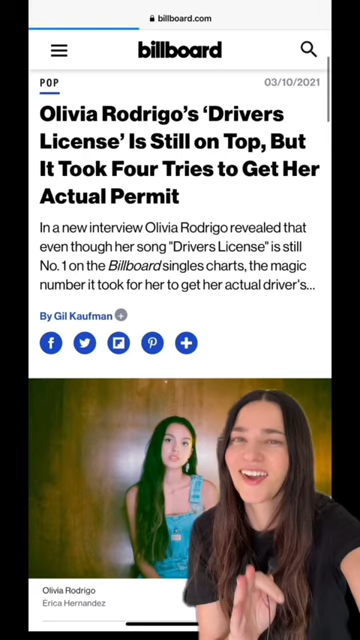 billboard.com
billboard
POP
03/10/2021
Olivia Rodrigo's 'Drivers
License' Is Still on Top, But
It Took Four Tries to Get Her
Actual Permit
In a new interview Olivia Rodrigo revealed that
even though her song "Drivers License" is still
No. 1 on the Billboard singles charts, the magic
number it took for her to get her actual driver's...
By Gil Kaufman
Olivia Rodrigo
Erica Hernandez